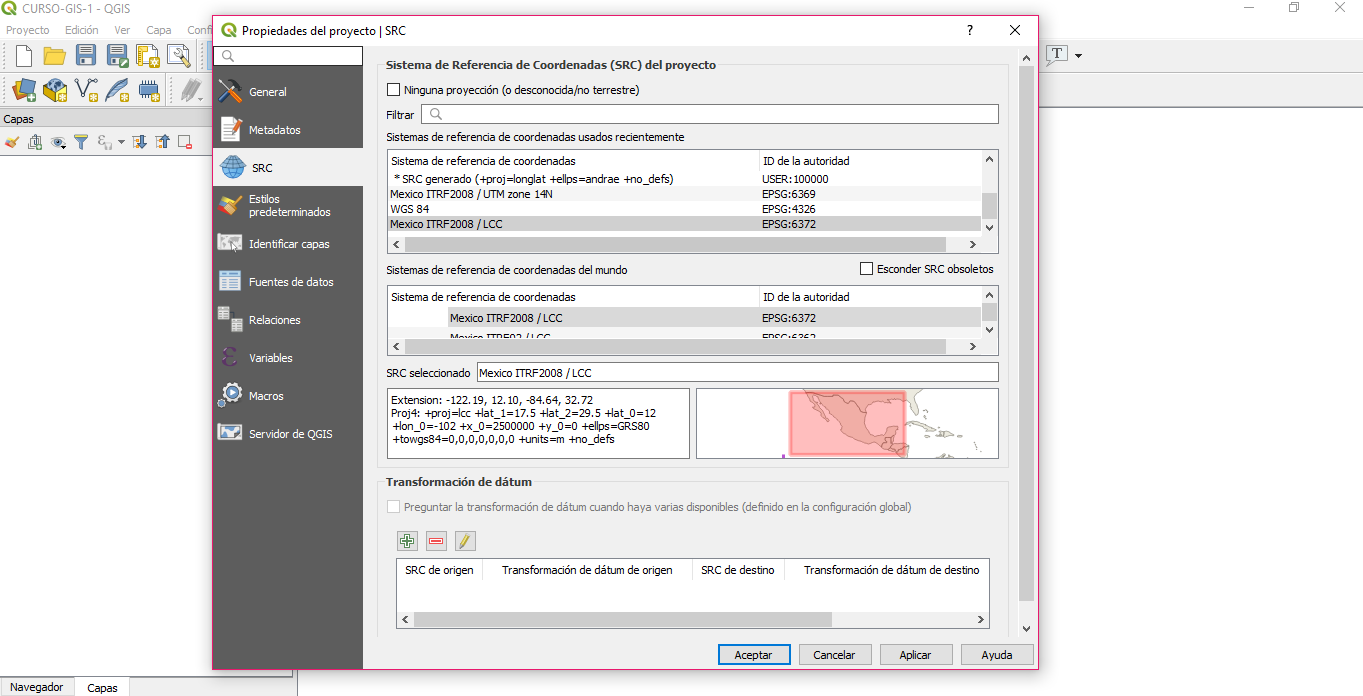 CURSO-GIS-1 - QGIS
Proyecto Edición Ver Capa Confi
Propiedades del proyecto | SRC
?
T
Capas
General
Metadatos
SRC
Estilos
predeterminados
Identificar capas
Fuentes de datos
Relaciones
Variables
Macros
Servidor de QGIS
Sistema de Referencia de Coordenadas (SRC) del proyecto
Ninguna proyección (o desconocida/no terrestre)
Filtrar
Sistemas de referencia de coordenadas usados recientemente
Sistema de referencia de coordenadas ID de la autoridad
* SRC generado (+proj=longlat +ellps=andrae +no_defs) USER:100000
Mexico ITRF2008 / UTM zone 14N EPSG:6369
WGS 84 EPSG:4326
Mexico ITRF2008 / LCC EPSG:6372
Sistemas de referencia de coordenadas del mundo
Esconder SRC obsoletos
Sistema de referencia de coordenadas ID de la autoridad
Mexico ITRF2008 / LCC EPSG:6372
Mexico ITRF92 / LCC EPSG:6362
SRC seleccionado Mexico ITRF2008 / LCC
Extension: -122.19, 12.10, -84.64, 32.72
Proj4: +proj=lcc +lat_1=17.5 +lat_2=29.5 +lat_0=12
+lon_0=-102 +x_0=2500000 +y_0=0 +ellps=GRS80
+towgs84=0,0,0,0,0,0,0 +units=m +no_defs
Transformación de dátum
Preguntar la transformación de dátum cuando haya varias disponibles (definido en la configuración global)
SRC de origen Transformación de dátum de origen SRC de destino Transformación de dátum de destino
Aceptar Cancelar Aplicar Ayuda
Navegador Capas